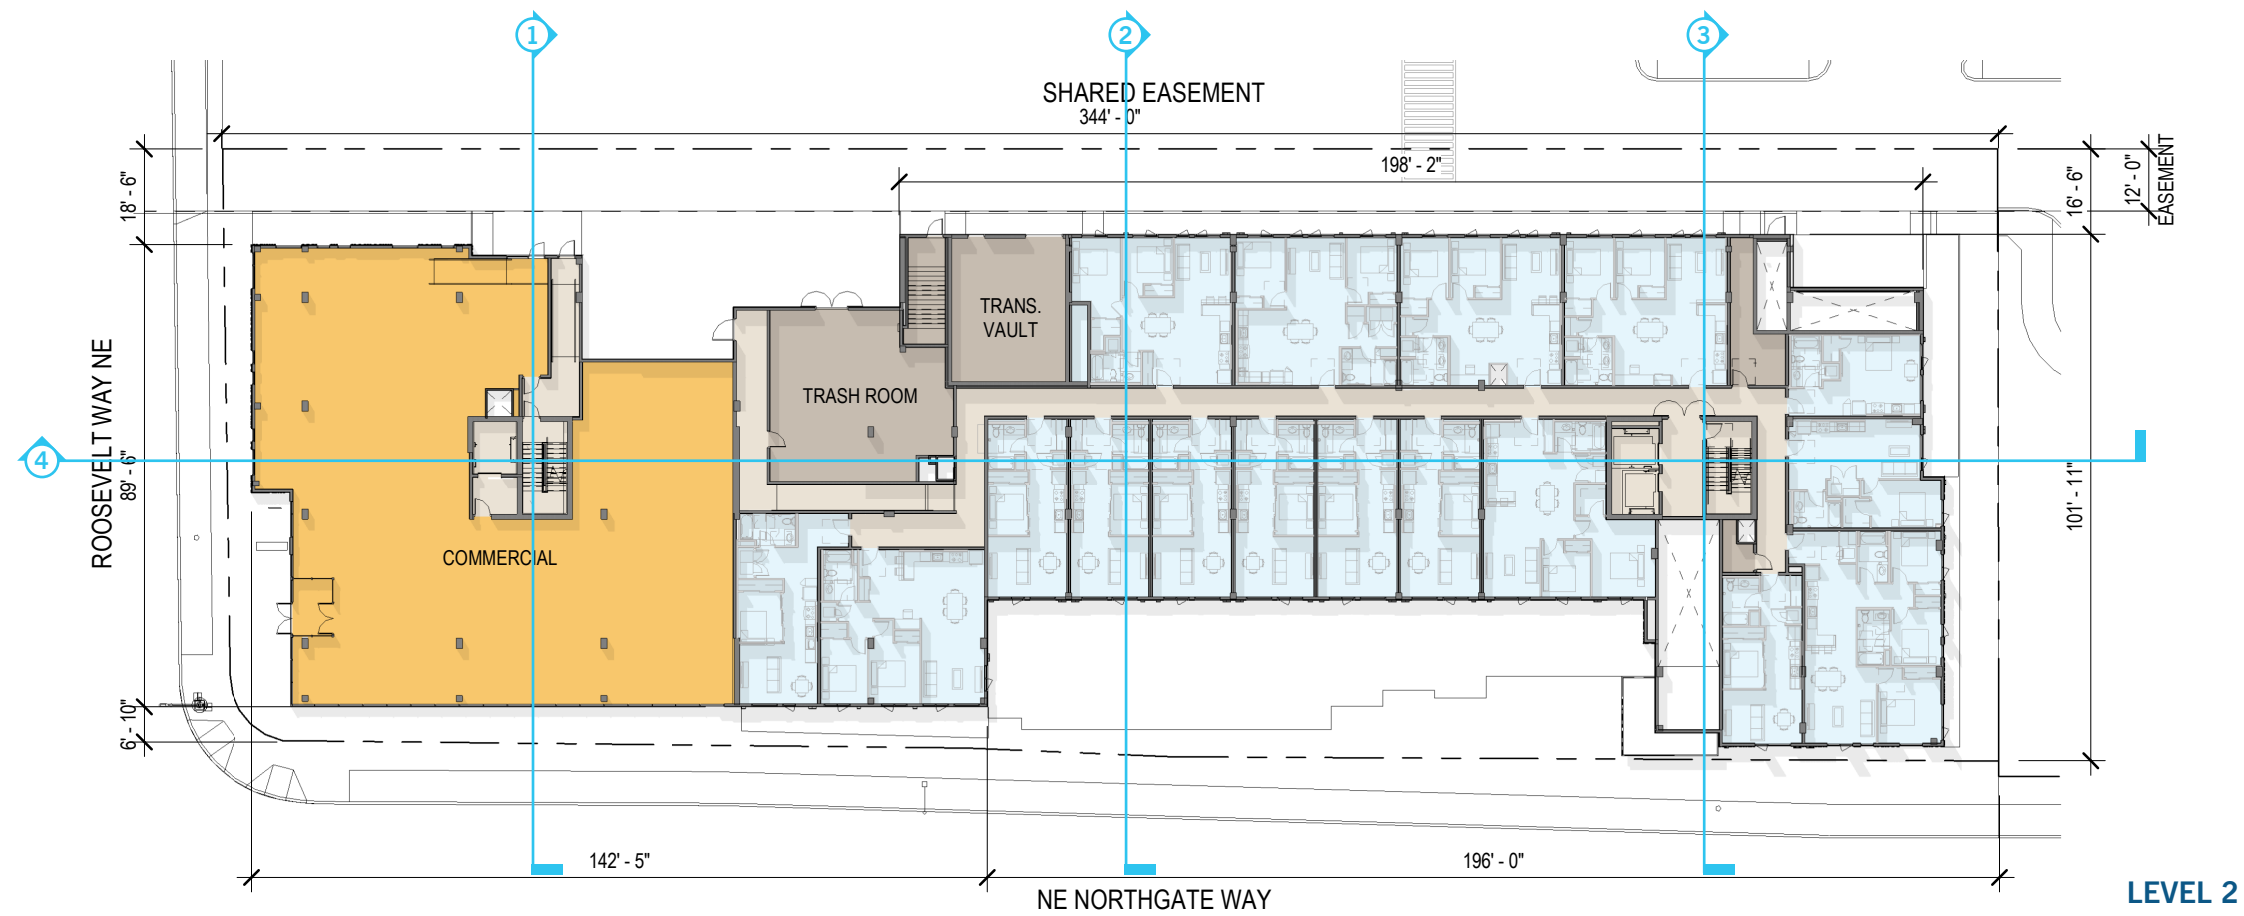 1
2
3
SHARED EASEMENT
344' - 0"
198' - 2"
18' - 6"
16' - 6"
12' - 0"
EASEMENT
TRANS.
VAULT
TRASH ROOM
ROOSEVELT WAY NE
4
89' - 6"
101' - 11"
COMMERCIAL
6' - 10"
142' - 5"
196' - 0"
NE NORTHGATE WAY
LEVEL 2